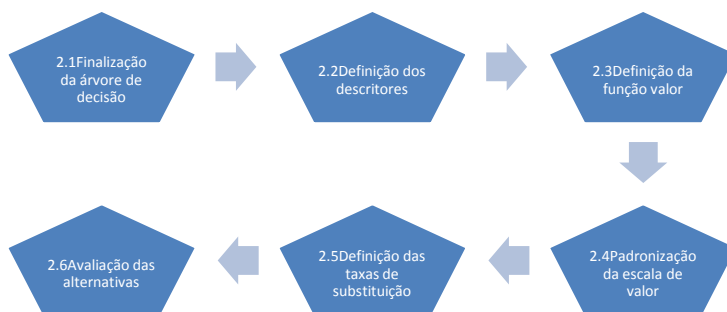 2.1Finalização
da árvore de
decisão
2.2Definição dos
descritores
2.3Definição da
função valor
2.4Padronização
da escala de
valor
2.5Definição das
taxas de
substituição
2.6Avaliação das
alternativas